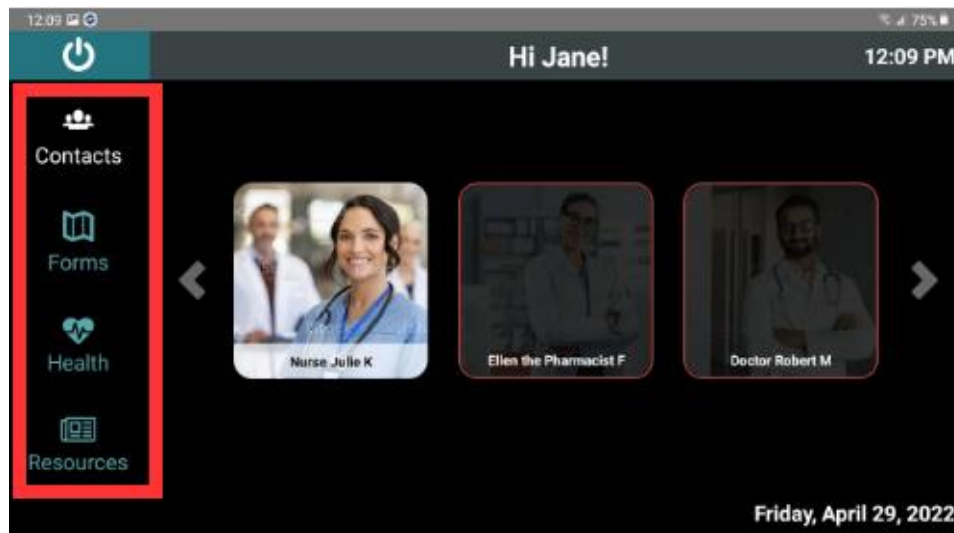 12:09 75%
Hi Jane! 12:09 PM
Contacts
Forms
Health
Resources
Nurse Julie K Ellen the Pharmacist F Doctor Robert M
Friday, April 29, 2022